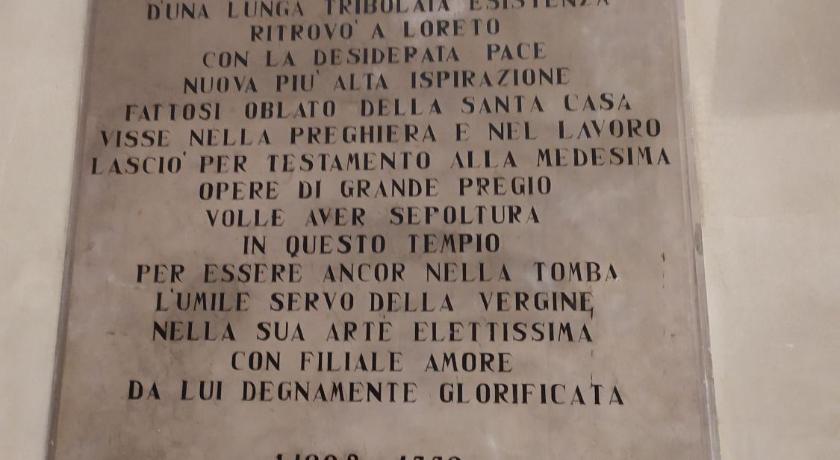 D'UNA LUNGA TRIBOLATA ESISTENZA
RITROVO' A LORETO
CON LA DESIDERATA PACE
NUOVA PIU' ALTA ISPIRAZIONE
FATTOSI OBLATO DELLA SANTA CASA
VISSE NELLA PREGHIERA E NEL LAVORO
LASCIO' PER TESTAMENTO ALLA MEDESIMA
OPERE DI GRANDE PREGIO
VOLLE AVER SEPOLTURA
IN QUESTO TEMPIO
PER ESSERE ANCOR NELLA TOMBA
L'UMILE SERVO DELLA VERGINE
NELLA SUA ARTE ELETTISSIMA
CON FILIALE AMORE
DA LUI DEGNAMENTE GLORIFICATA